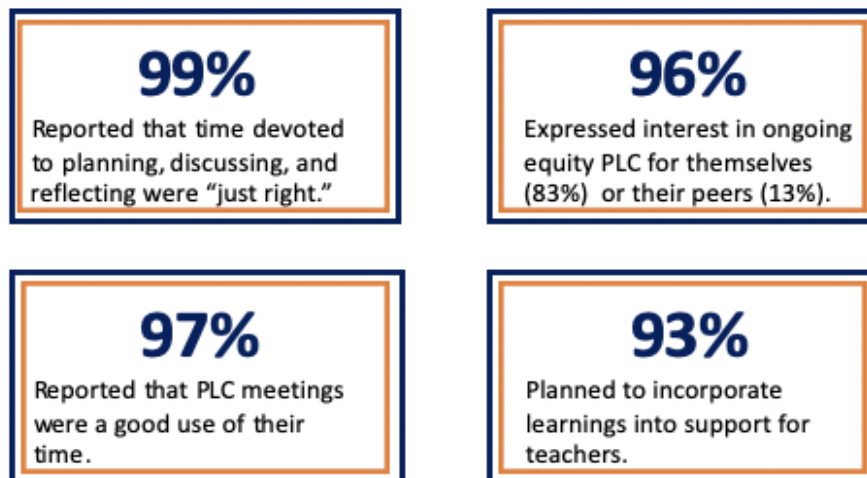 99%
Reported that time devoted
to planning, discussing, and
reflecting were “just right.”
96%
Expressed interest in ongoing
equity PLC for themselves
(83%) or their peers (13%).
97%
Reported that PLC meetings
were a good use of their
time.
93%
Planned to incorporate
learnings into support for
teachers.